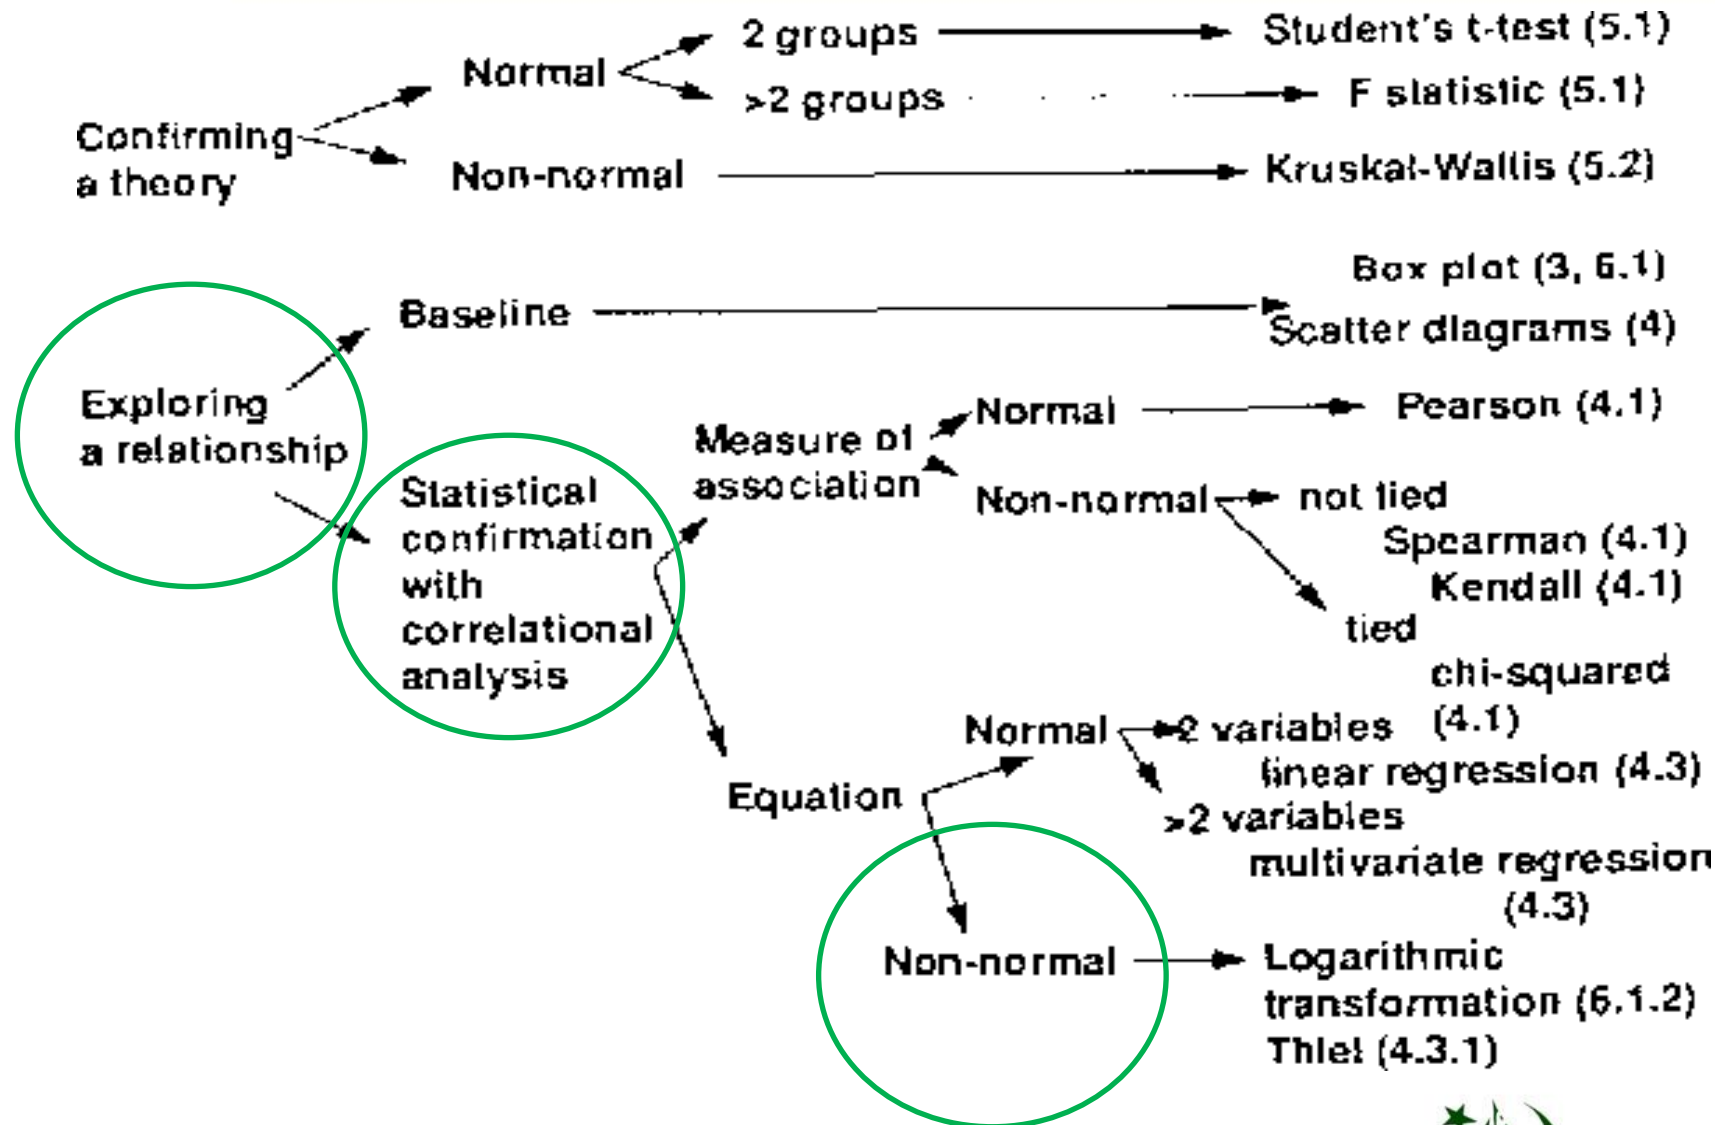 2 groups
Student's t-test (5.1)
Normal
>2 groups
F statistic (5.1)
Confirming
a theory
Non-normal
Kruskal-Wallis (5.2)
Box plot (3, 6.1)
Baseline
Scatter diagrams (4)
Exploring
a relationship
Normal
Pearson (4.1)
Measure of
association
Statistical
confirmation
with
correlational
analysis
Non-normal
not tied
Spearman (4.1)
Kendall (4.1)
tied
chi-squared
(4.1)
Normal
2 variables
linear regression (4.3)
Equation
>2 variables
multivariate regression
(4.3)
Non-normal
Logarithmic
transformation (6.1.2)
Thiel (4.3.1)